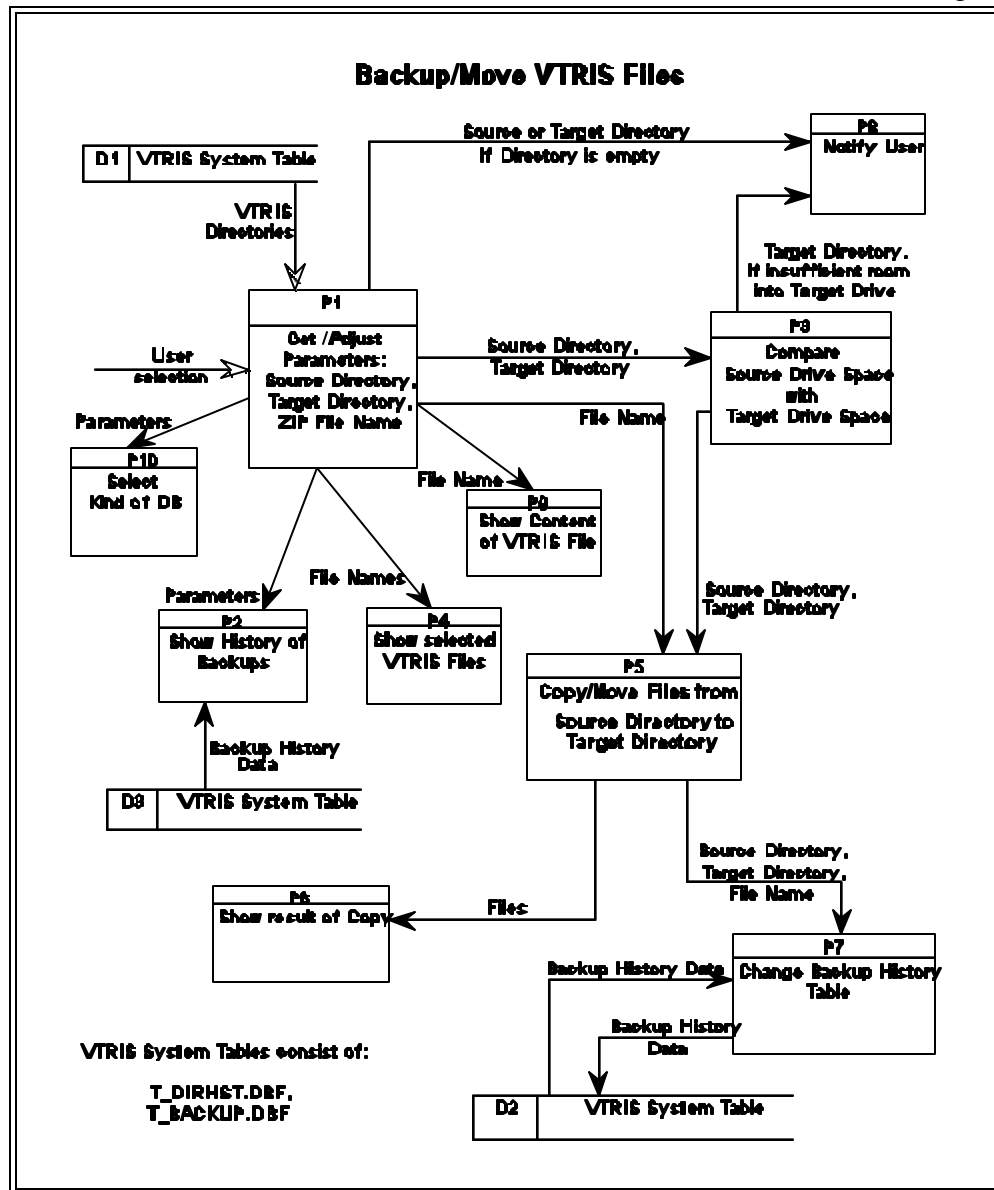 Backup/Move VTRIS Files
Source or Target Directory
If Directory is empty
P8
Notify User
D1
VTRIS System Table
VTRIS
Directories
Target Directory,
If insufficient room
into Target Drive
P1
Get /Adjust
Parameters:
Source Directory,
Target Directory,
ZIP File Name
User
selection
Source Directory,
Target Directory
P3
Compare
Source Drive Space
with
Target Drive Space
File Name
Parameters
P10
Select
Kind of DB
File Name
P9
Show Content
of VTRIS File
File Names
Parameters
Source Directory,
Target Directory
P2
Show History of
Backups
P4
Show selected
VTRIS Files
P5
Copy/Move Files from
Source Directory to
Target Directory
Backup History
Data
D3
VTRIS System Table
Source Directory,
Target Directory,
File Name
P6
Show result of Copy
Files
P7
Change Backup History
Table
Backup History Data
Backup History
Data
VTRIS System Tables consist of:
T_DIRHST.DBF,
T_BACKUP.DBF
D2
VTRIS System Table